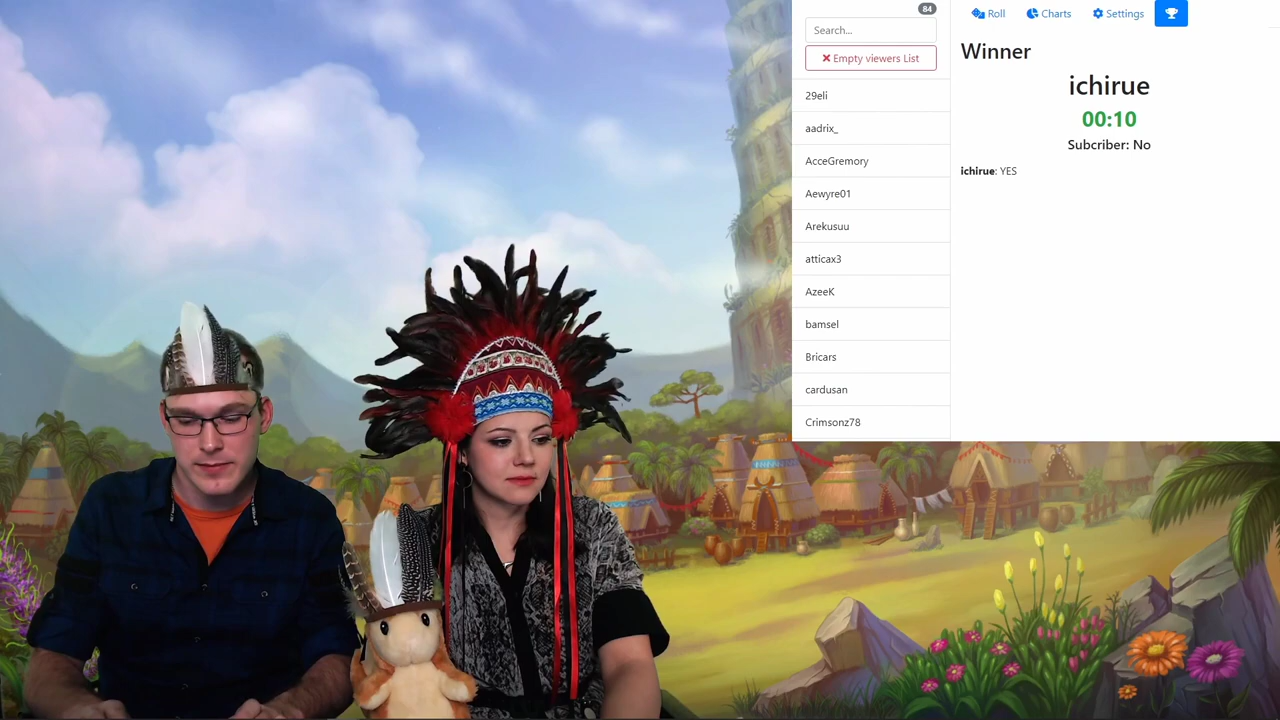 84
Search...
Empty viewers List
29eli
aadrix_
AcceGremory
Aewyre01
Arekusuu
atticax3
AzeeK
bamsel
Bricars
cardusan
Crimsonz78
Roll Charts Settings
Winner
ichirue
00:10
Subcriber: No
ichirue: YES